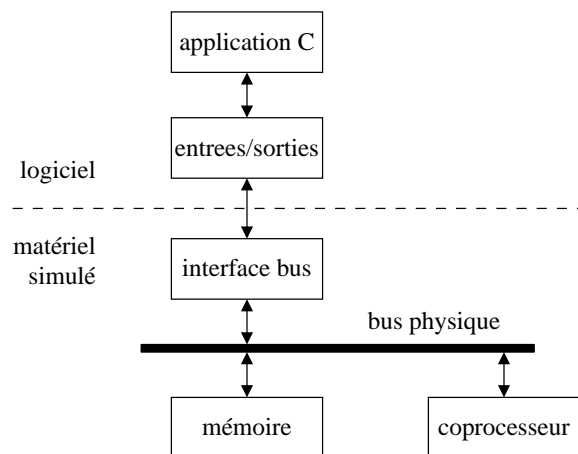 application C
entrees/sorties
logiciel
matériel
simulé
interface bus
bus physique
mémoire
coprocesseur